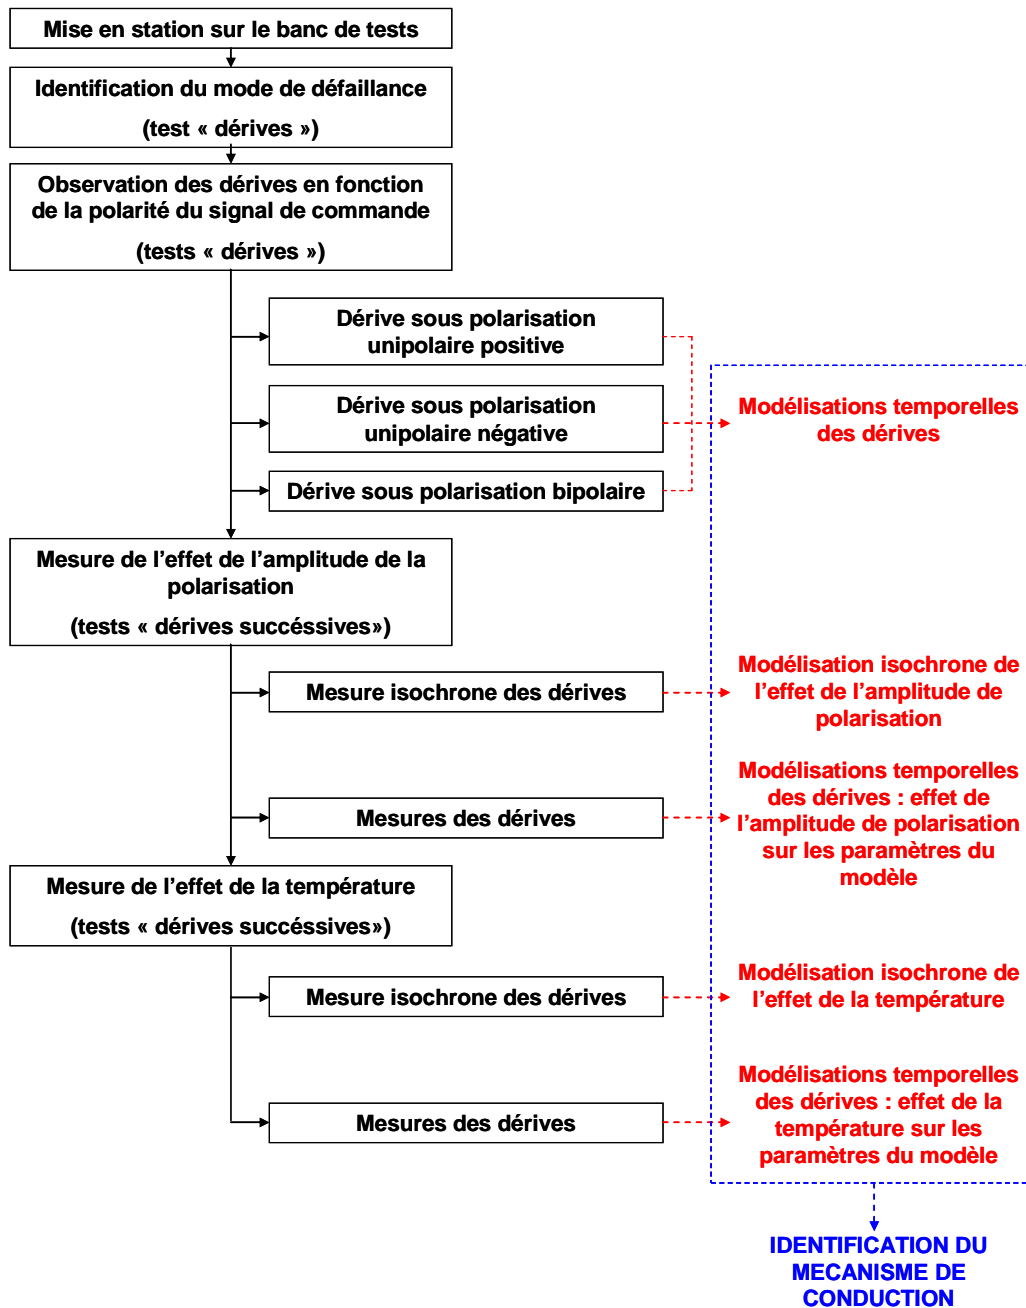 Mise en station sur le banc de tests
Identification du mode de défaillance
(test « dérives »)
Observation des dérives en fonction
de la polarité du signal de commande
(tests « dérives »)
Dérive sous polarisation
unipolaire positive
Dérive sous polarisation
unipolaire négative
Modélisations temporelles
des dérives
Dérive sous polarisation bipolaire
Mesure de l'effet de l'amplitude de la
polarisation
(tests « dérives succéssives»)
Mesure isochrone des dérives
Modélisation isochrone de
l'effet de l'amplitude de
polarisation
Mesures des dérives
Modélisations temporelles
des dérives : effet de
l'amplitude de polarisation
sur les paramètres du
modèle
Mesure de l'effet de la température
(tests « dérives succéssives»)
Mesure isochrone des dérives
Modélisation isochrone de
l'effet de la température
Mesures des dérives
Modélisations temporelles
des dérives : effet de la
température sur les
paramètres du modèle
IDENTIFICATION DU
MECANISME DE
CONDUCTION